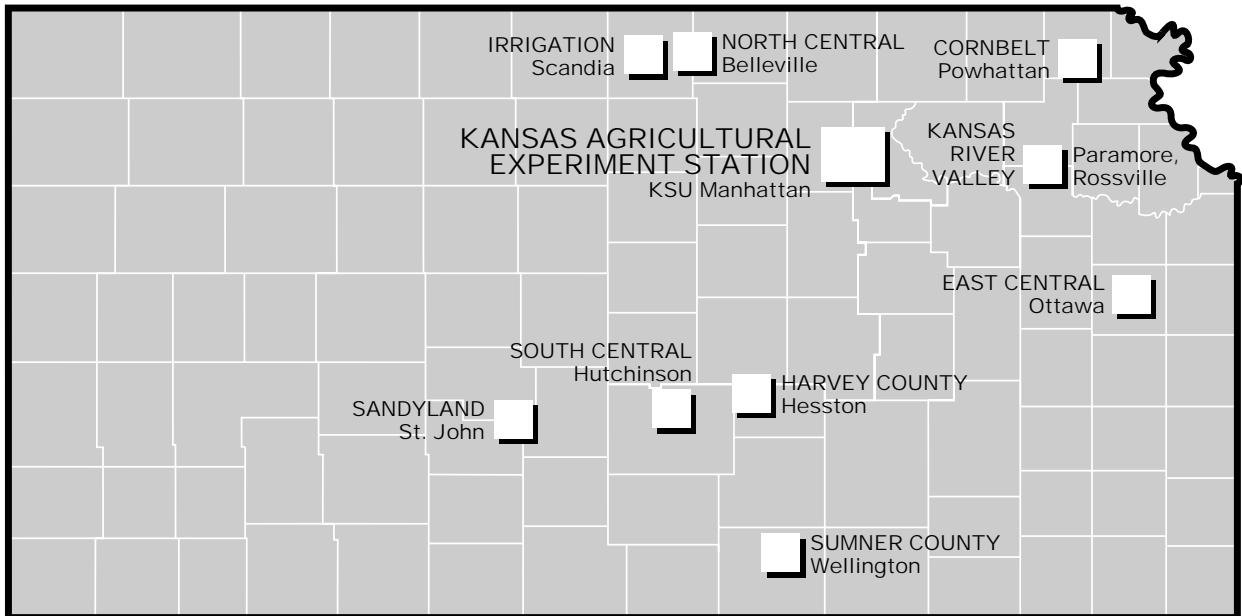 IRRIGATION
Scandia
NORTH CENTRAL
Belleville
CORNBELT
Powhattan
KANSAS AGRICULTURAL
EXPERIMENT STATION
KSU Manhattan
KANSAS
RIVER
VALLEY
Paramore,
Rossville
EAST CENTRAL
Ottawa
SOUTH CENTRAL
Hutchinson
HARVEY COUNTY
Hesston
SANDYLAND
St. John
SUMNER COUNTY
Wellington